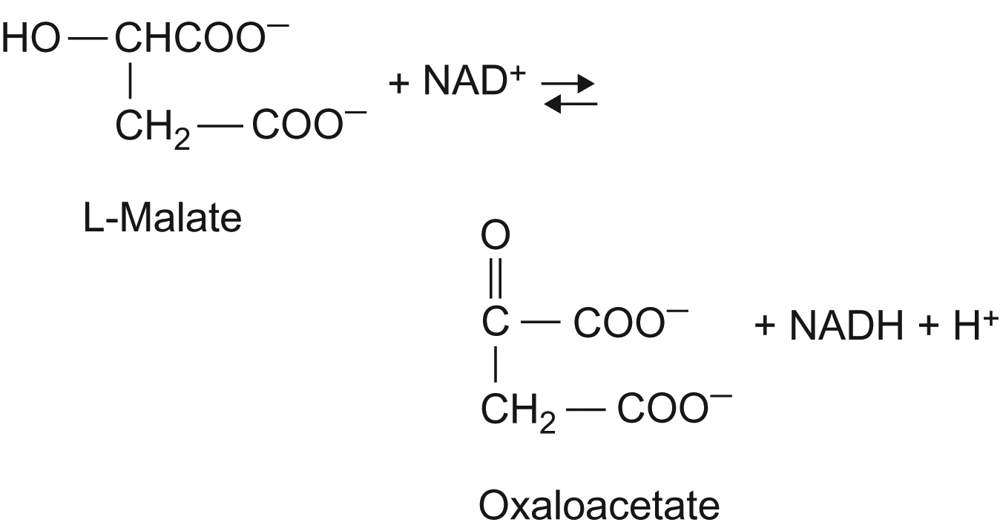 HO — CHCOO⁻
+ NAD⁺ ⇄
CH₂ — COO⁻
L-Malate
O
C — COO⁻ + NADH + H⁺
CH₂ — COO⁻
Oxaloacetate